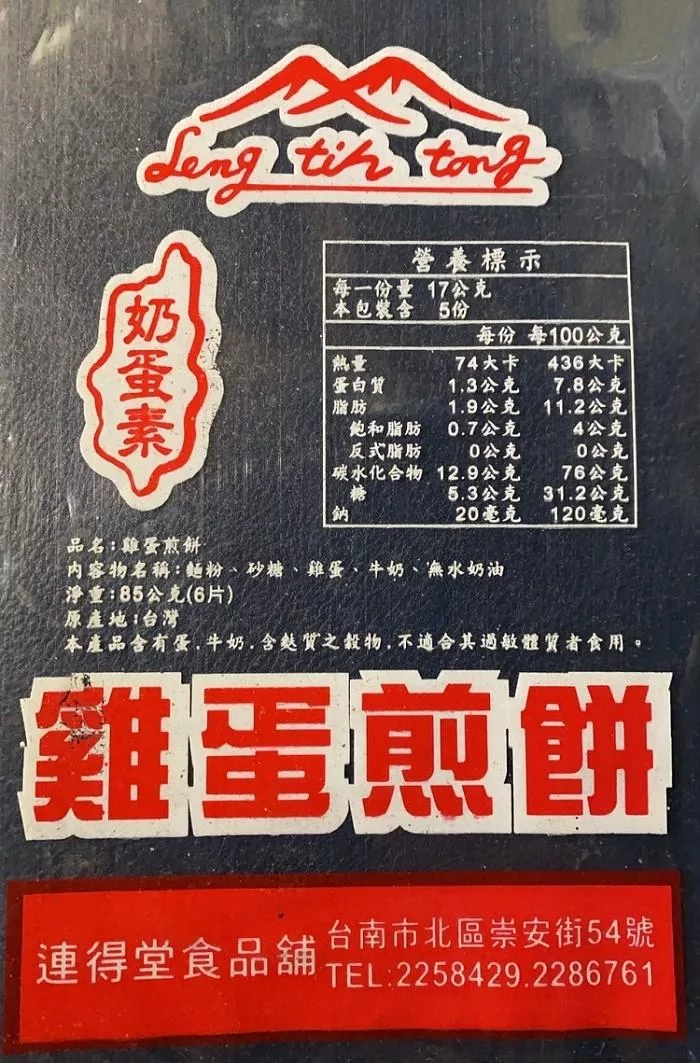 Leng tih tong
奶蛋素
營養標示
每一份量 17公克
本包裝含 5份
每份 每100公克
熱量 74大卡 436大卡
蛋白質 1.3公克 7.8公克
脂肪 1.9公克 11.2公克
飽和脂肪 0.7公克 4公克
反式脂肪 0公克 0公克
碳水化合物 12.9公克 76公克
糖 5.3公克 31.2公克
鈉 20毫克 120毫克
品名:雞蛋煎餅
內容物名稱:麵粉、砂糖、雞蛋、牛奶、無水奶油
淨重:85公克(6片)
原產地:台灣
本產品含有蛋.牛奶.含麩質之穀物,不適合其過敏體質者食用。
雞蛋煎餅
連得堂食品舖
台南市北區崇安街54號
TEL:2258429.2286761